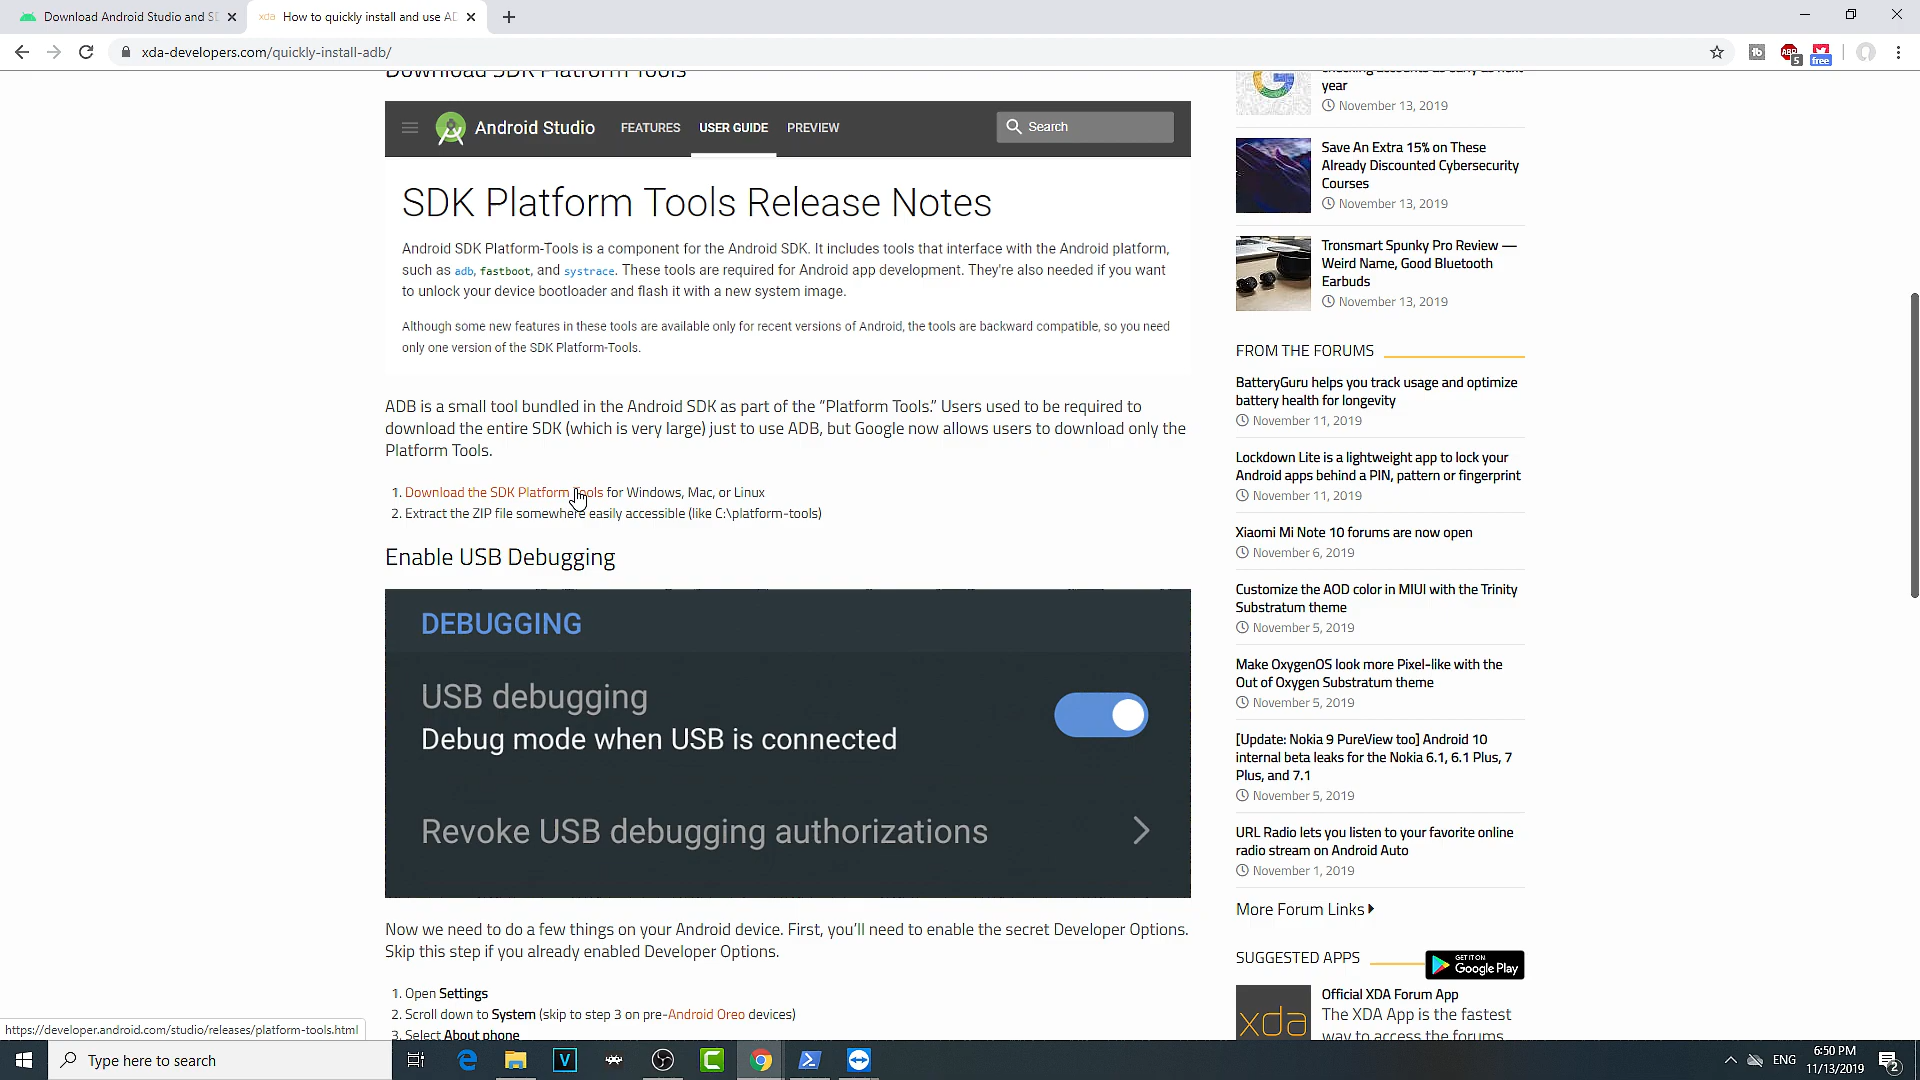 Download Android Studio and SD
xda
How to quickly install and use AD
xda-developers.com/quickly-install-adb/
ABP
5
free
Download SDK Platform Tools
Android Studio
FEATURES
USER GUIDE
PREVIEW
Search
SDK Platform Tools Release Notes
Android SDK Platform-Tools is a component for the Android SDK. It includes tools that interface with the Android platform,
such as adb, fastboot, and systrace. These tools are required for Android app development. They're also needed if you want
to unlock your device bootloader and flash it with a new system image.
Although some new features in these tools are available only for recent versions of Android, the tools are backward compatible, so you need
only one version of the SDK Platform-Tools.
ADB is a small tool bundled in the Android SDK as part of the “Platform Tools.” Users used to be required to
download the entire SDK (which is very large) just to use ADB, but Google now allows users to download only the
Platform Tools.
1. Download the SDK Platform Tools for Windows, Mac, or Linux
2. Extract the ZIP file somewhere easily accessible (like C:\platform-tools)
Enable USB Debugging
DEBUGGING
USB debugging
Debug mode when USB is connected
Revoke USB debugging authorizations
Now we need to do a few things on your Android device. First, you’ll need to enable the secret Developer Options.
Skip this step if you already enabled Developer Options.
1. Open Settings
2. Scroll down to System (skip to step 3 on pre-Android Oreo devices)
3. Select About phone
year
November 13, 2019
Save An Extra 15% on These
Already Discounted Cybersecurity
Courses
November 13, 2019
Tronsmart Spunky Pro Review —
Weird Name, Good Bluetooth
Earbuds
November 13, 2019
FROM THE FORUMS
BatteryGuru helps you track usage and optimize
battery health for longevity
November 11, 2019
Lockdown Lite is a lightweight app to lock your
Android apps behind a PIN, pattern or fingerprint
November 11, 2019
Xiaomi Mi Note 10 forums are now open
November 6, 2019
Customize the AOD color in MIUI with the Trinity
Substratum theme
November 5, 2019
Make OxygenOS look more Pixel-like with the
Out of Oxygen Substratum theme
November 5, 2019
[Update: Nokia 9 PureView too] Android 10
internal beta leaks for the Nokia 6.1, 6.1 Plus, 7
Plus, and 7.1
November 5, 2019
URL Radio lets you listen to your favorite online
radio stream on Android Auto
November 1, 2019
More Forum Links
SUGGESTED APPS
GET IT ON
Google Play
xda
Official XDA Forum App
The XDA App is the fastest
way to access the forums
https://developer.android.com/studio/releases/platform-tools.html
Type here to search
ENG
6:50 PM
11/13/2019
2